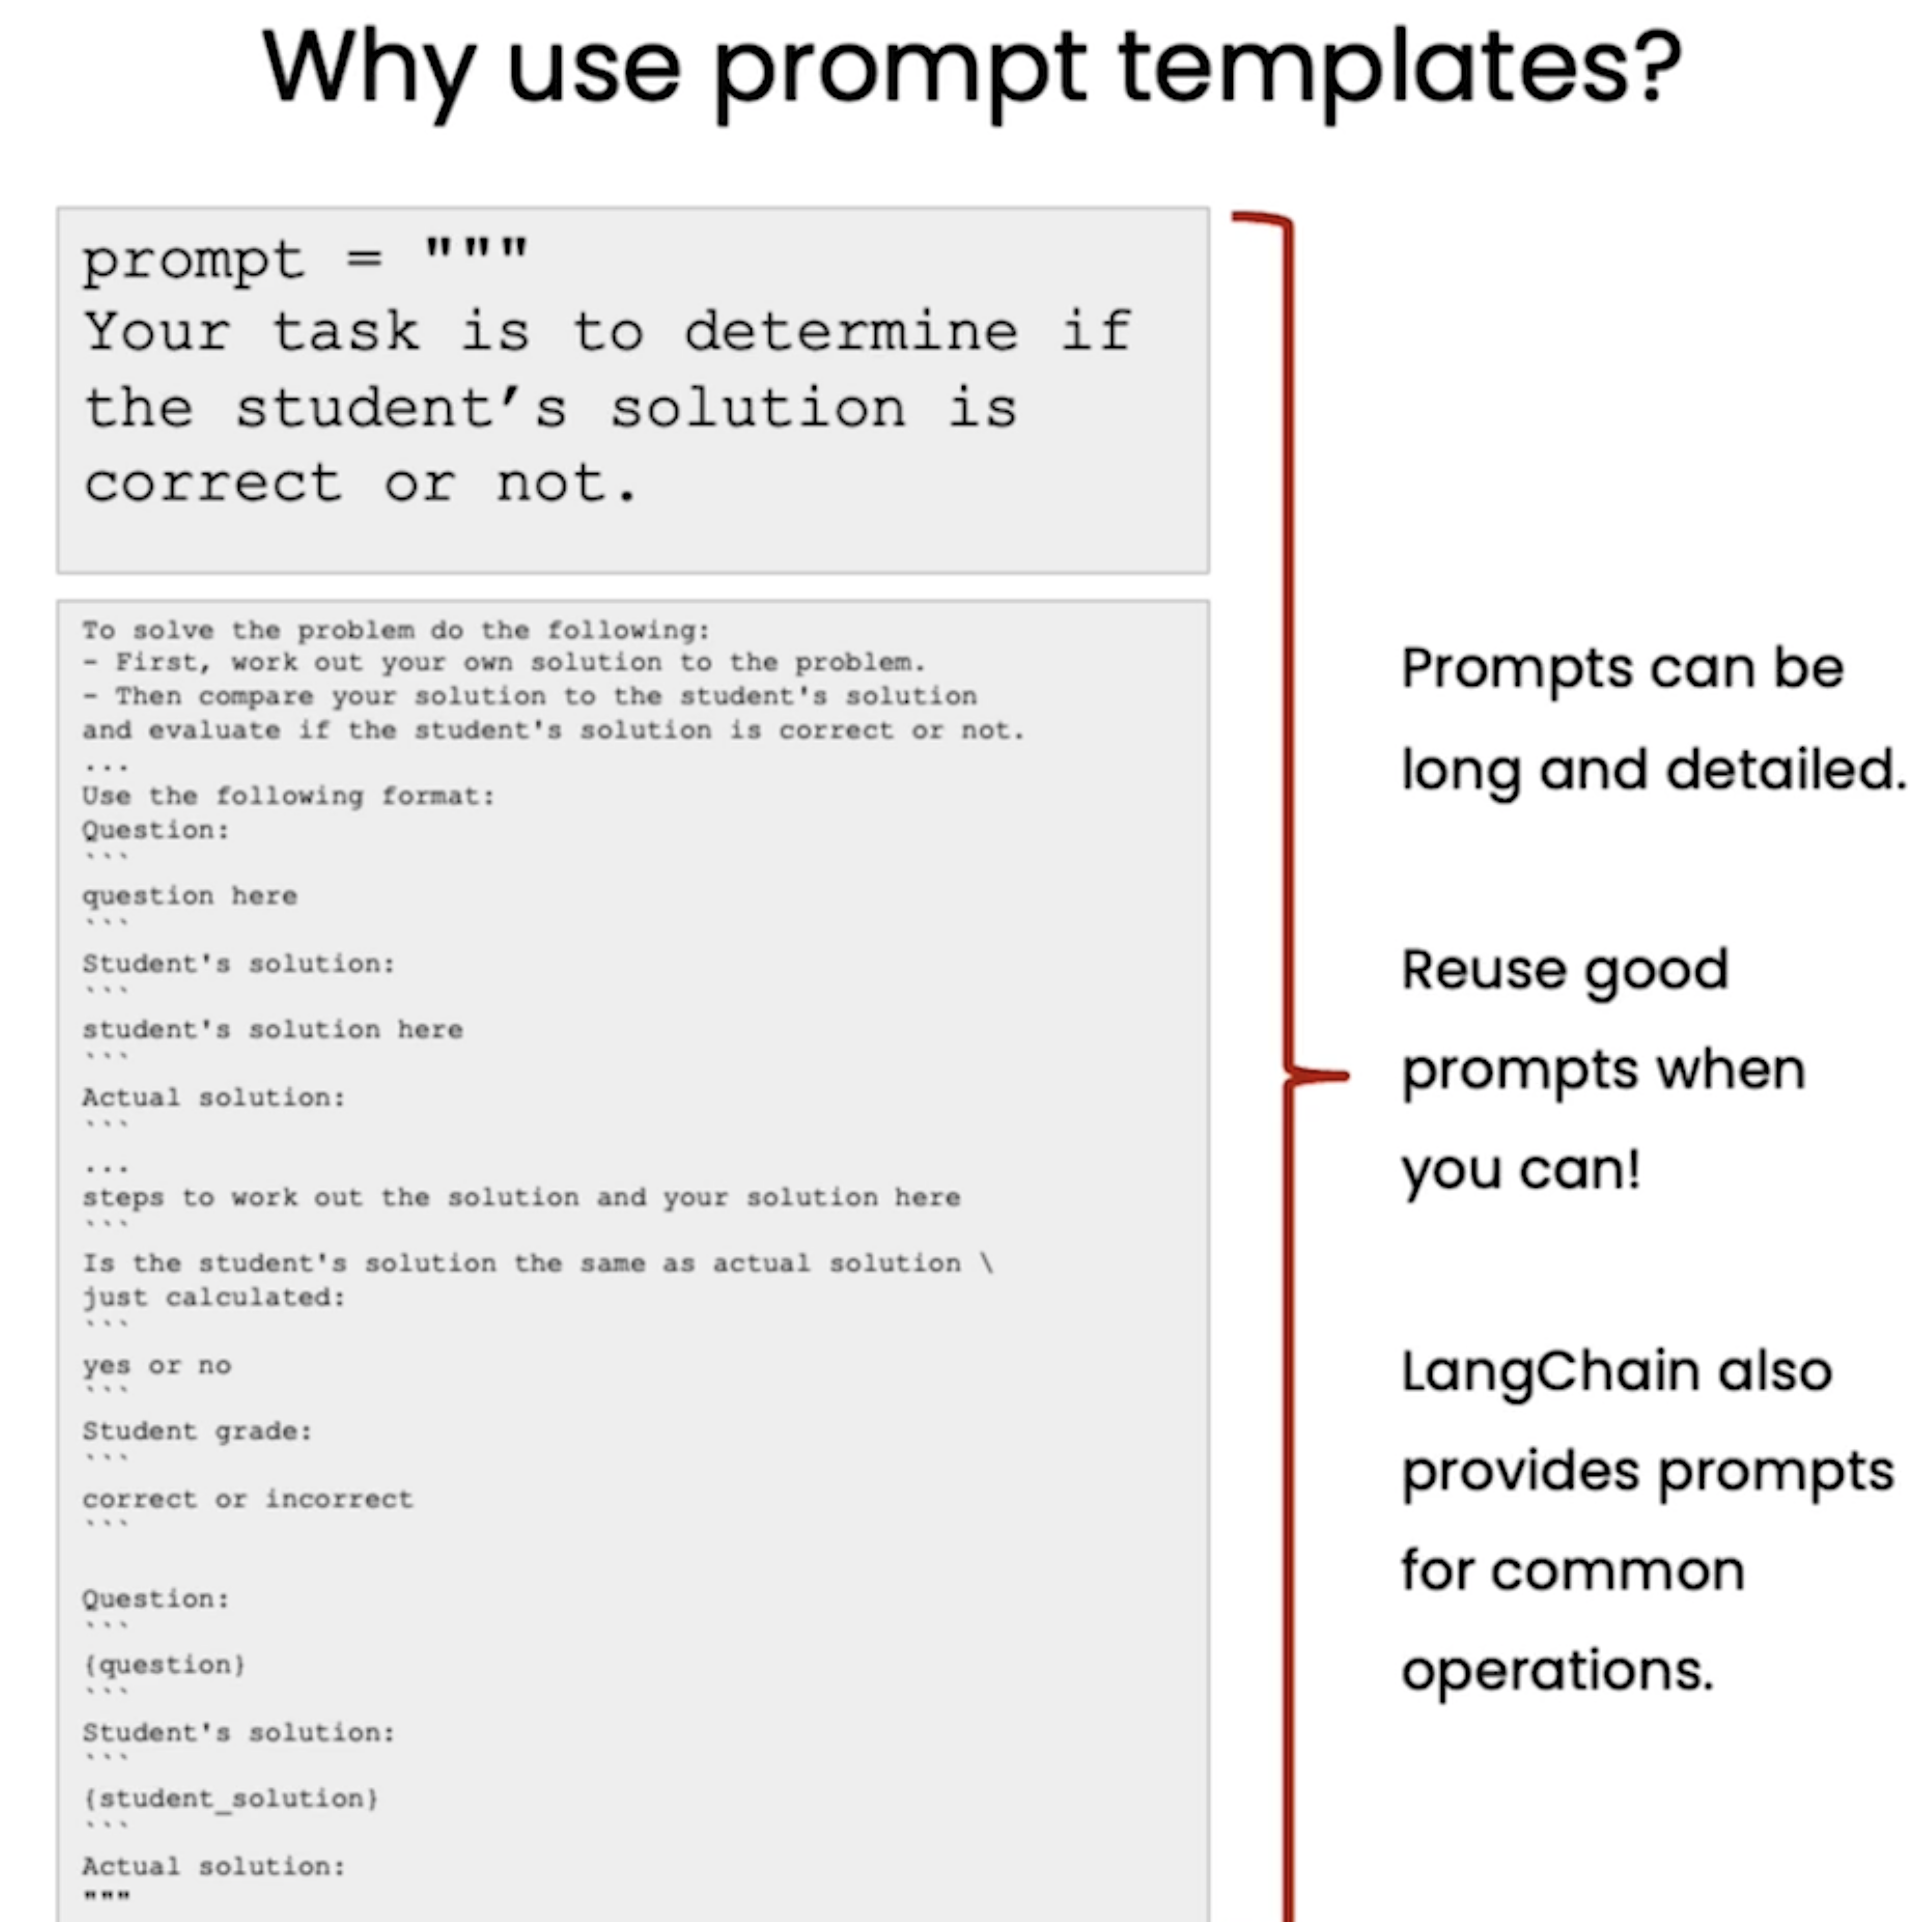 Why use prompt templates?
prompt = """
Your task is to determine if
the student’s solution is
correct or not.
To solve the problem do the following:
- First, work out your own solution to the problem.
- Then compare your solution to the student's solution
and evaluate if the student's solution is correct or not.
...
Use the following format:
Question:
```
question here
```
Student's solution:
```
student's solution here
```
Actual solution:
```
...
steps to work out the solution and your solution here
```
Is the student's solution the same as actual solution \
just calculated:
```
yes or no
```
Student grade:
```
correct or incorrect
```
Question:
```
{question}
```
Student's solution:
```
{student_solution}
```
Actual solution:
"""
Prompts can be
long and detailed.
Reuse good
prompts when
you can!
LangChain also
provides prompts
for common
operations.